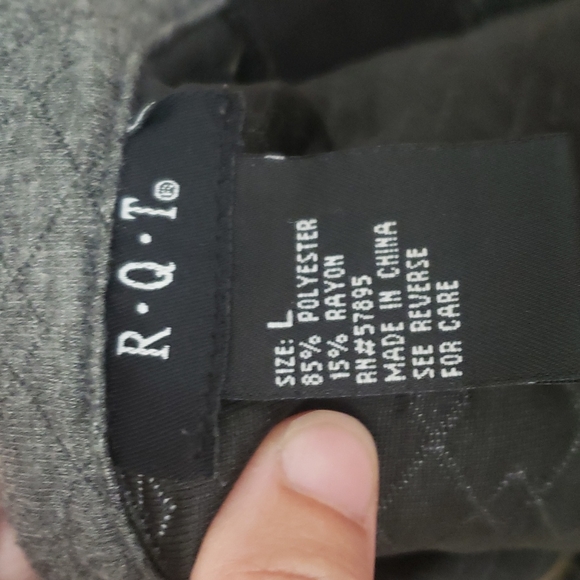 R·Q·T®
SIZE: L
85% POLYESTER
15% RAYON
RN#57895
MADE IN CHINA
SEE REVERSE
FOR CARE